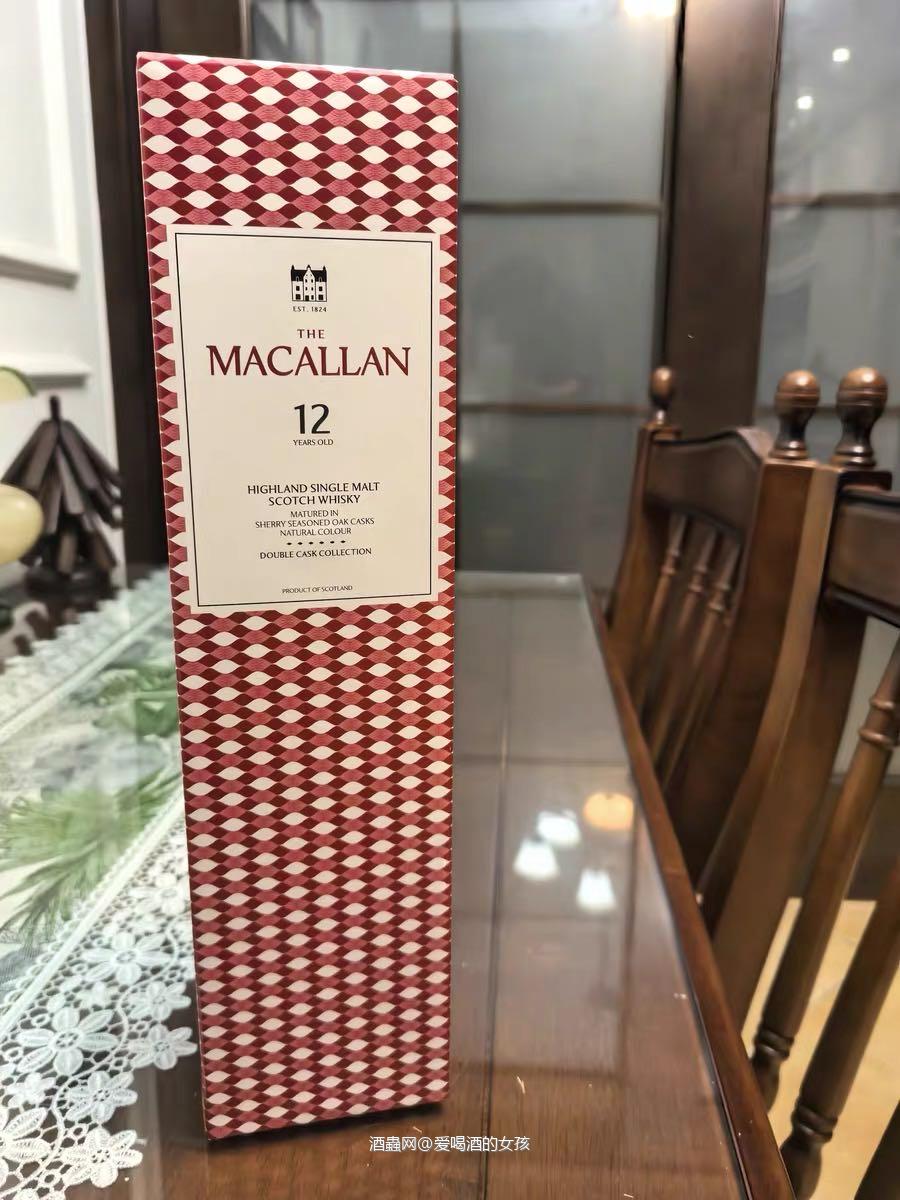 EST. 1824
THE
MACALLAN
12
YEARS OLD
HIGHLAND SINGLE MALT
SCOTCH WHISKY
MATURED IN
SHERRY SEASONED OAK CASKS
NATURAL COLOUR
DOUBLE CASK COLLECTION
PRODUCT OF SCOTLAND
酒蟲网@爱喝酒的女孩